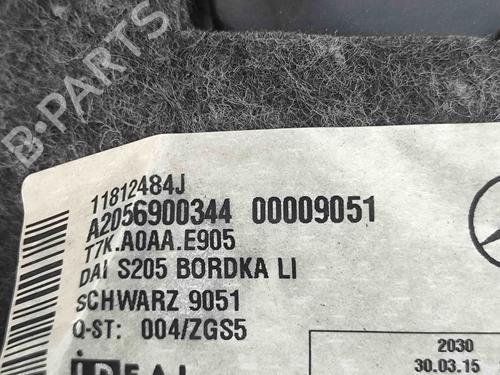 B-PARTS
11812484J
A2056900344 00009051
T7K.A0AA.E905
DAI S205 BORDKA LI
SCHWARZ 9051
Q-ST: 004/ZGS5
2030
30.03.15